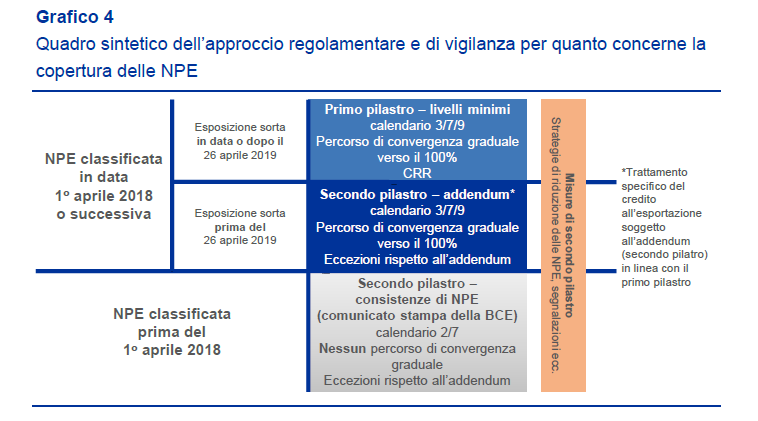 Grafico 4
Quadro sintetico dell'approccio regolamentare e di vigilanza per quanto concerne la
copertura delle NPE
NPE classificata
in data
1º aprile 2018
o successiva
Esposizione sorta
in data o dopo il
26 aprile 2019
Primo pilastro – livelli minimi
calendario 3/7/9
Percorso di convergenza graduale
verso il 100%
CRR
Esposizione sorta
prima del
26 aprile 2019
Secondo pilastro – addendum*
calendario 3/7/9
Percorso di convergenza graduale
verso il 100%
Eccezioni rispetto all'addendum
NPE classificata
prima del
1º aprile 2018
Secondo pilastro –
consistenze di NPE
(comunicato stampa della BCE)
calendario 2/7
Nessun percorso di convergenza
graduale
Eccezioni rispetto all'addendum
Misure di secondo pilastro
Strategie di riduzione delle NPE, segnalazioni ecc.
*Trattamento
specifico del
credito
all'esportazione
soggetto
all'addendum
(secondo pilatro)
in linea con il
primo pilastro